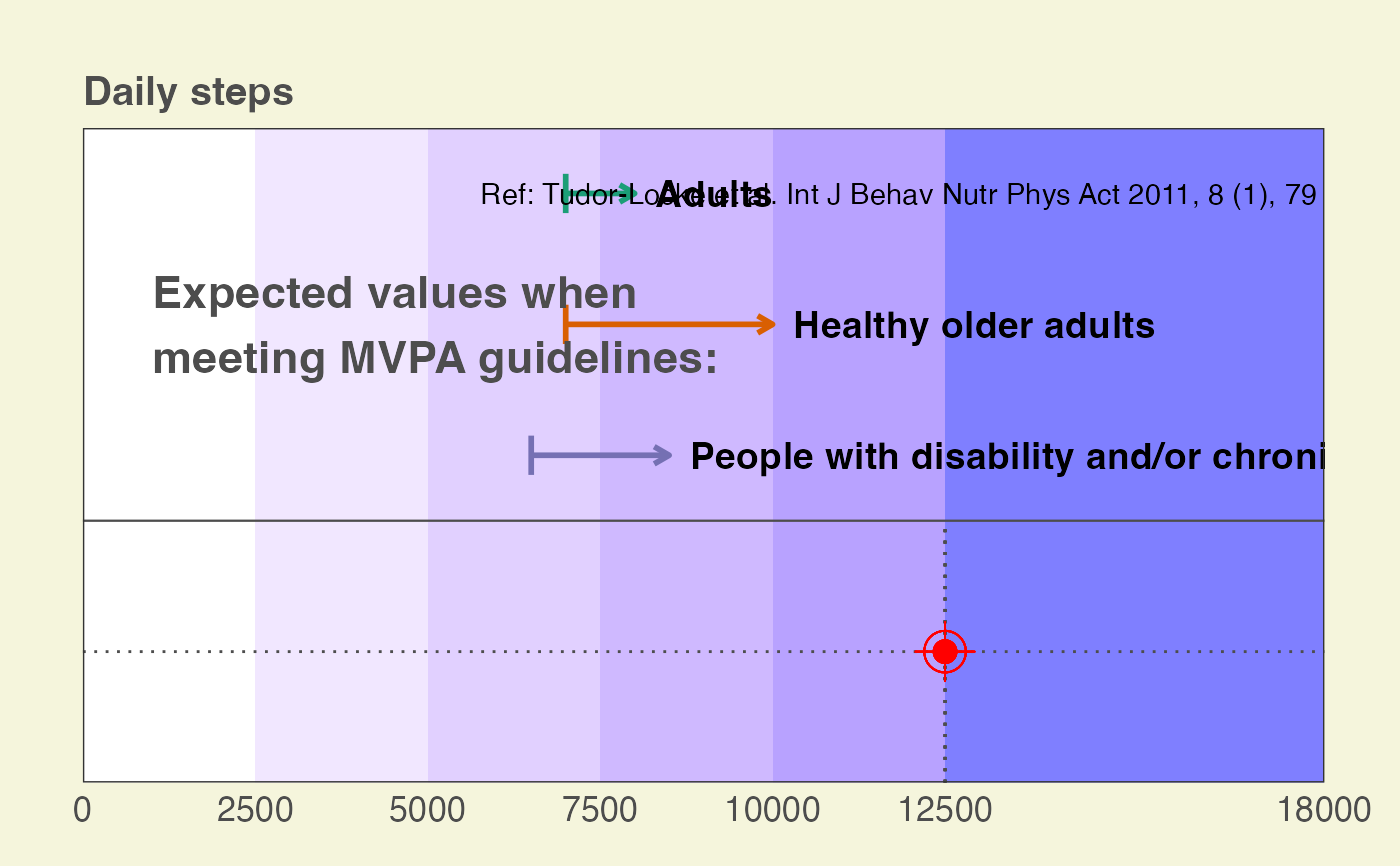 Daily steps
Ref: Tudor-Locke et al. Int J Behav Nutr Phys Act 2011, 8 (1), 79
Adults
Expected values when
meeting MVPA guidelines:
Healthy older adults
People with disability and/or chroni
0 2500 5000 7500 10000 12500 18000